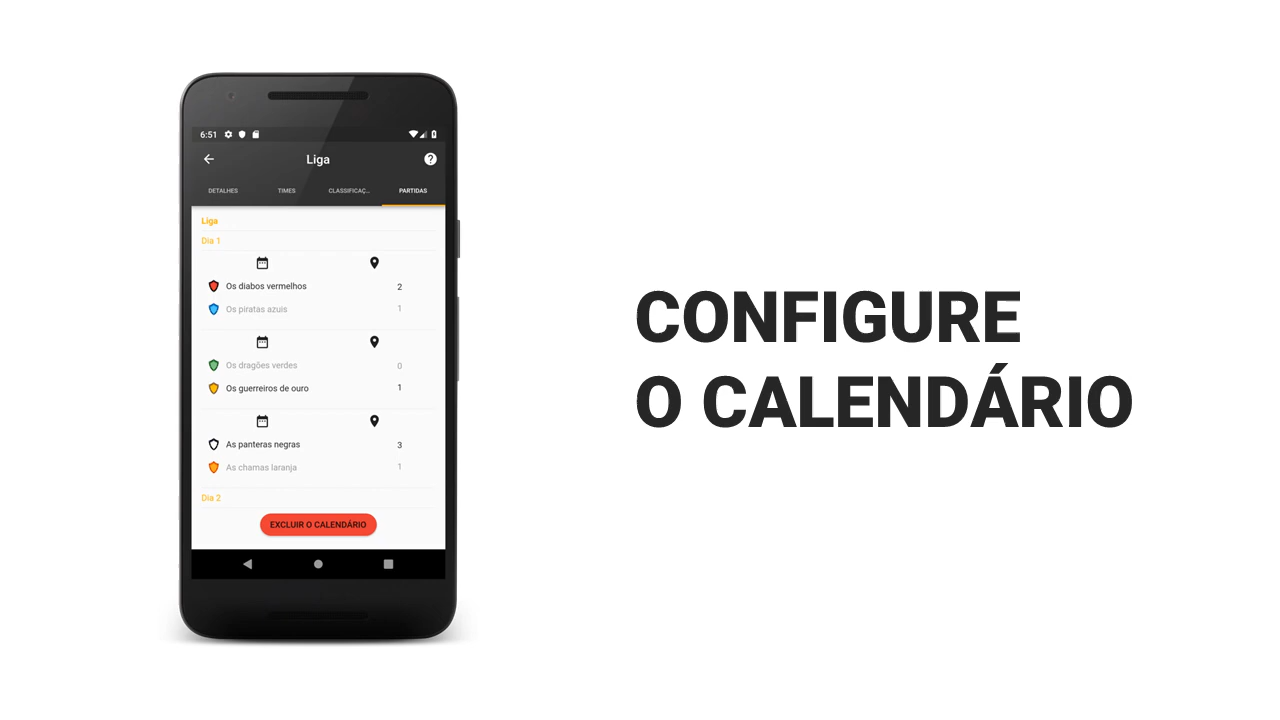 6:51
Liga
DETALHES TIMES CLASSIFICAÇ... PARTIDAS
Liga
Dia 1
Os diabos vermelhos 2
Os piratas azuis 1
Os dragões verdes 0
Os guerreiros de ouro 1
As panteras negras 3
As chamas laranja 1
Dia 2
EXCLUIR O CALENDÁRIO
CONFIGURE
O CALENDÁRIO